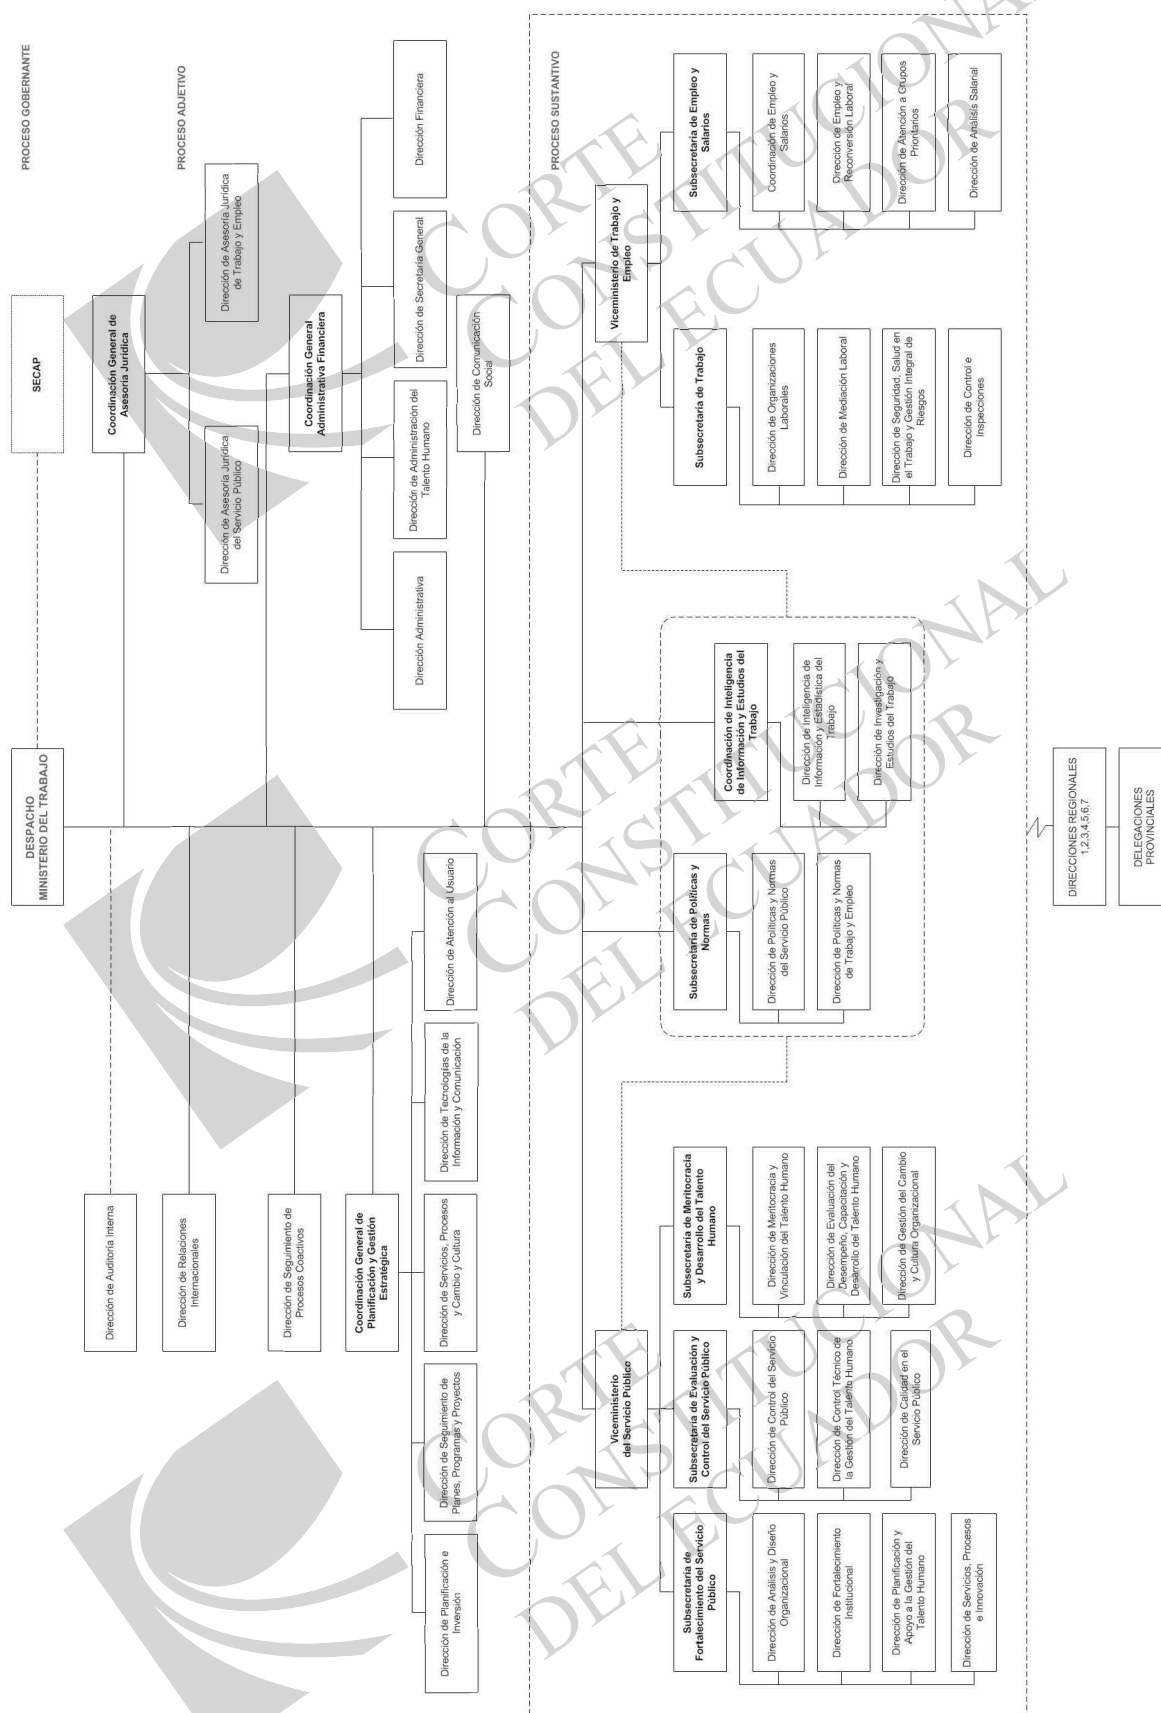 PROCESO GOBERNANTE
DESPACHO
MINISTERIO DEL TRABAJO
SECAP
PROCESO ADJETIVO
Dirección de Auditoría Interna
Coordinación General de
Asesoría Jurídica
Dirección de Relaciones
Internacionales
Dirección de Asesoría Jurídica
del Servicio Público
Dirección de Asesoría Jurídica
de Trabajo y Empleo
Dirección de Seguimiento de
Procesos Coactivos
Coordinación General
Administrativa Financiera
Coordinación General de
Planificación y Gestión
Estratégica
Dirección Administrativa
Dirección de Administración del
Talento Humano
Dirección de Secretaría General
Dirección Financiera
Dirección de Planificación e
Inversión
Dirección de Seguimiento de
Planes, Programas y Proyectos
Dirección de Servicios, Procesos
y Cambio y Cultura
Dirección de Tecnologías de la
Información y Comunicación
Dirección de Atención al Usuario
Dirección de Comunicación
Social
PROCESO SUSTANTIVO
Viceministerio
del Servicio Público
Viceministerio de Trabajo y
Empleo
Subsecretaría de
Fortalecimiento del Servicio
Público
Dirección de Análisis y Diseño
Organizacional
Dirección de Fortalecimiento
Institucional
Dirección de Planificación y
Apoyo a la Gestión del
Talento Humano
Dirección de Servicios, Procesos
e Innovación
Subsecretaría de Evaluación y
Control del Servicio Público
Dirección de Control del Servicio
Público
Dirección de Control Técnico de
la Gestión del Talento Humano
Dirección de Calidad en el
Servicio Público
Subsecretaría de Meritocracia
y Desarrollo del Talento
Humano
Dirección de Meritocracia y
Vinculación del Talento Humano
Dirección de Evaluación del
Desempeño, Capacitación y
Desarrollo del Talento Humano
Dirección de Gestión del Cambio
y Cultura Organizacional
Subsecretaría de Políticas y
Normas
Dirección de Políticas y Normas
del Servicio Público
Dirección de Políticas y Normas
de Trabajo y Empleo
Coordinación de Inteligencia
de Información y Estudios del
Trabajo
Dirección de Inteligencia de
Información y Estadística del
Trabajo
Dirección de Investigación y
Estudios del Trabajo
Subsecretaría de Trabajo
Dirección de Organizaciones
Laborales
Dirección de Mediación Laboral
Dirección de Seguridad, Salud en
el Trabajo y Gestión Integral de
Riesgos
Dirección de Control e
Inspecciones
Subsecretaría de Empleo y
Salarios
Coordinación de Empleo y
Salarios
Dirección de Empleo y
Reconversión Laboral
Dirección de Atención a Grupos
Prioritarios
Dirección de Análisis Salarial
DIRECCIONES REGIONALES
1,2,3,4,5,6,7
DELEGACIONES
PROVINCIALES
CORTE
CONSTITUCIONAL
DEL ECUADOR
CORTE
CONSTITUCIONAL
DEL ECUADOR
CORTE
CONSTITUCIONAL
DEL ECUADOR